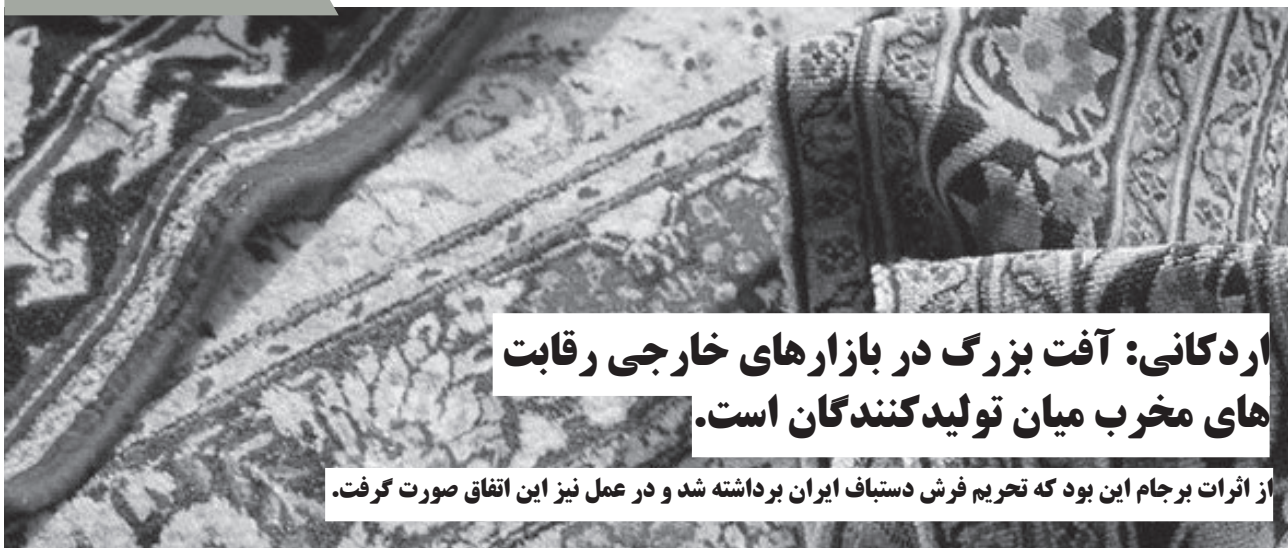 اردکانی: آفت بزرگ در بازارهای خارجی رقابت
های مخرب میان تولیدکنندگان است.
از اثرات برجام این بود که تحریم فرش دستباف ایران برداشته شد و در عمل نیز این اتفاق صورت گرفت.